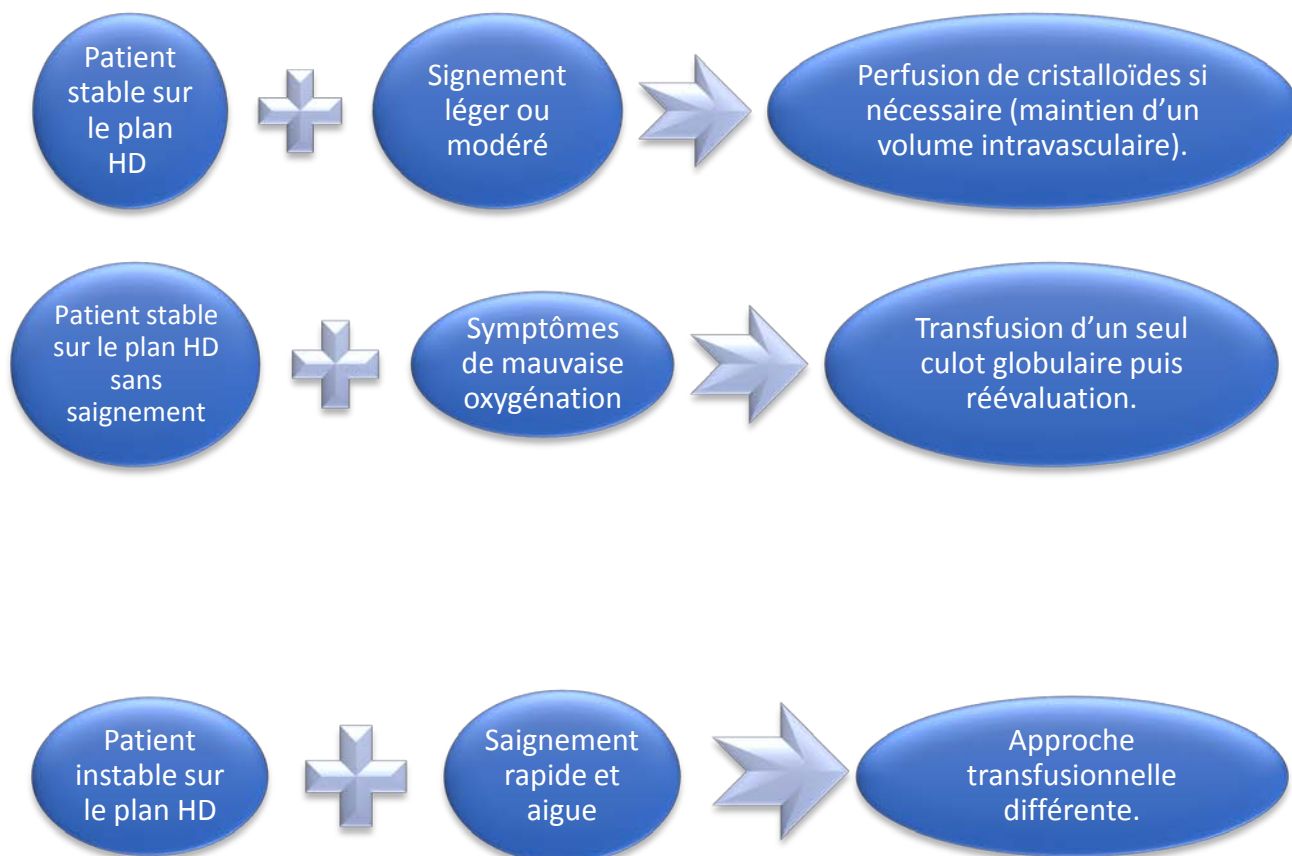 Patient
stable sur
le plan
HD
Signement
léger ou
modéré
Perfusion de cristalloïdes si
nécessaire (maintien d’un
volume intravasculaire).
Patient stable
sur le plan HD
sans
saignement
Symptômes
de mauvaise
oxygénation
Transfusion d’un seul
culot globulaire puis
réévaluation.
Patient
instable sur
le plan HD
Saignement
rapide et
aigue
Approche
transfusionnelle
différente.